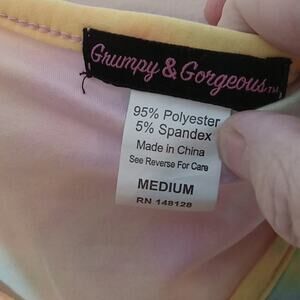 Grumpy & Gorgeous™
95% Polyester
5% Spandex
Made in China
See Reverse For Care
MEDIUM
RN 148128